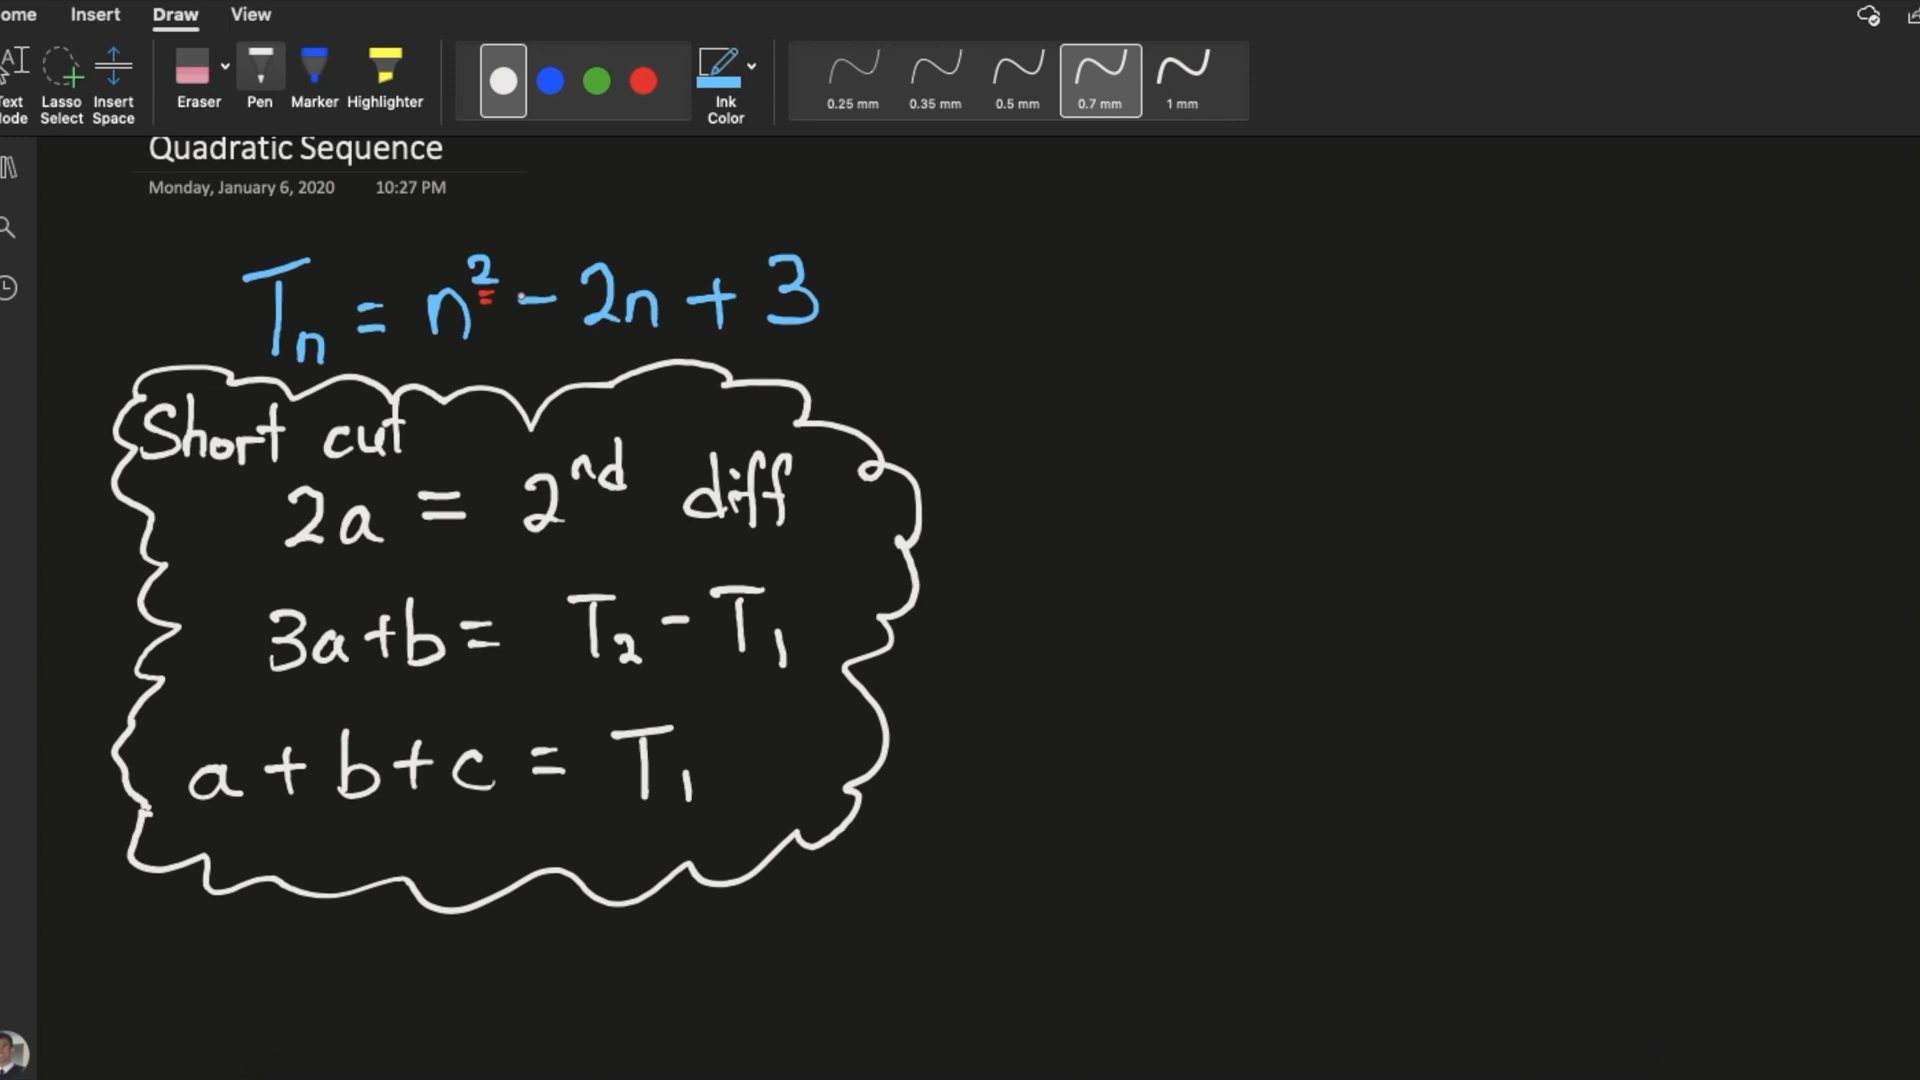 ome Insert Draw View
Text Mode
Lasso Select
Insert Space
Eraser
Pen
Marker
Highlighter
Ink Color
0.25 mm
0.35 mm
0.5 mm
0.7 mm
1 mm
Quadratic Sequence
Monday, January 6, 2020 10:27 PM
Tₙ = n² - 2n + 3
Short cut
2a = 2nd diff
3a+b = T₂ - T₁
a + b + c = T₁